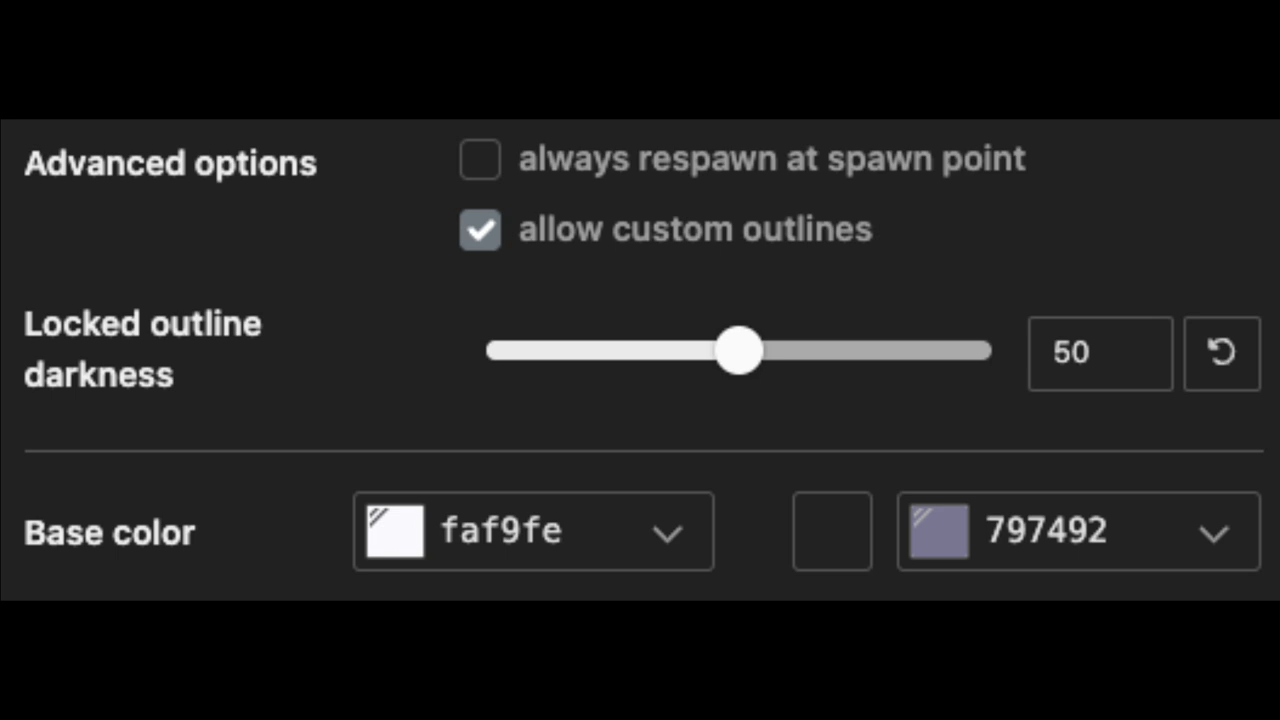 Advanced options
always respawn at spawn point
allow custom outlines
Locked outline
darkness
50
Base color
faf9fe
797492